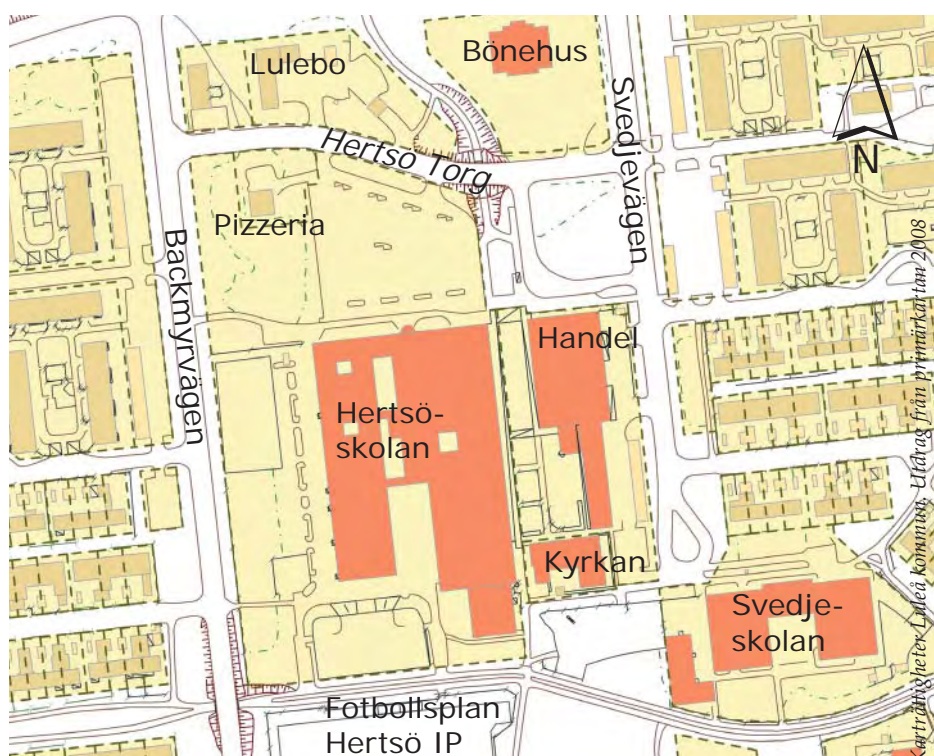 Lulebo
Bönehus
Svedjevägen
Hertsö Torg
N
Pizzeria
Backmyrvägen
Handel
Hertsö-
skolan
Kyrkan
Svedje-
skolan
Fotbollsplan
Hertsö IP
Karträttigheter Luleå kommun, Utdrag från primärkartan 2008